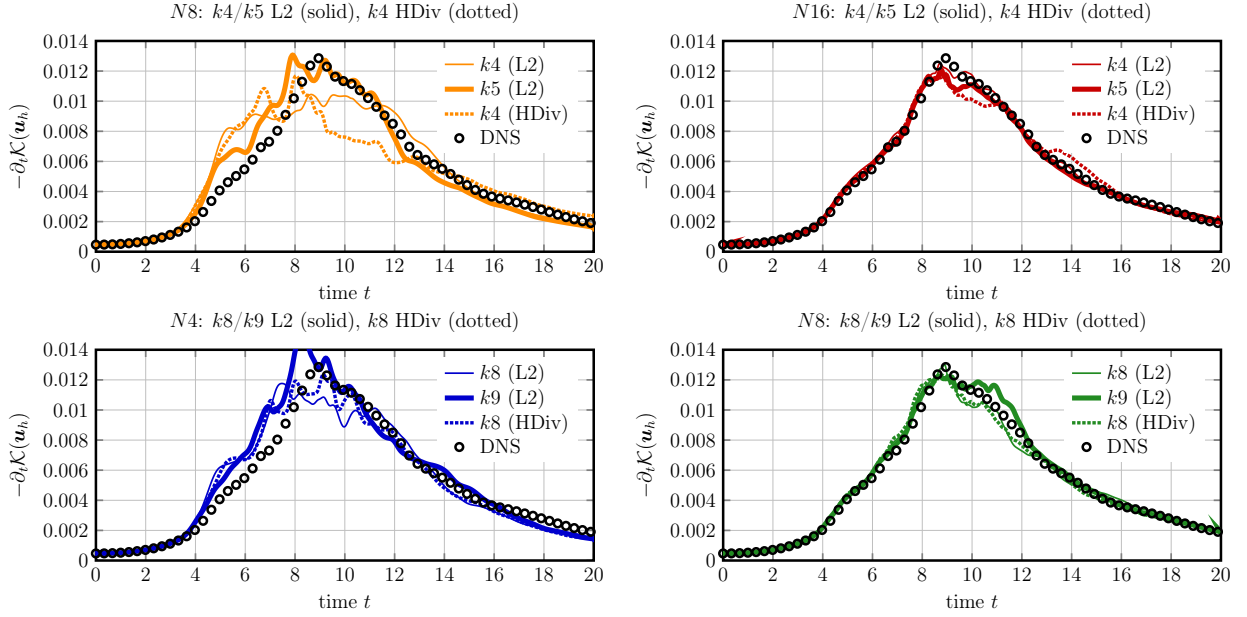 N8: k4/k5 L2 (solid), k4 HDiv (dotted)
0.014
0.012
0.01
0.008
0.006
0.004
0.002
0
−∂ₜ𝒦(𝒖ₕ)
k4 (L2)
k5 (L2)
k4 (HDiv)
DNS
0 2 4 6 8 10 12 14 16 18 20
time t
N16: k4/k5 L2 (solid), k4 HDiv (dotted)
0.014
0.012
0.01
0.008
0.006
0.004
0.002
0
−∂ₜ𝒦(𝒖ₕ)
k4 (L2)
k5 (L2)
k4 (HDiv)
DNS
0 2 4 6 8 10 12 14 16 18 20
time t
N4: k8/k9 L2 (solid), k8 HDiv (dotted)
0.014
0.012
0.01
0.008
0.006
0.004
0.002
0
−∂ₜ𝒦(𝒖ₕ)
k8 (L2)
k9 (L2)
k8 (HDiv)
DNS
0 2 4 6 8 10 12 14 16 18 20
time t
N8: k8/k9 L2 (solid), k8 HDiv (dotted)
0.014
0.012
0.01
0.008
0.006
0.004
0.002
0
−∂ₜ𝒦(𝒖ₕ)
k8 (L2)
k9 (L2)
k8 (HDiv)
DNS
0 2 4 6 8 10 12 14 16 18 20
time t